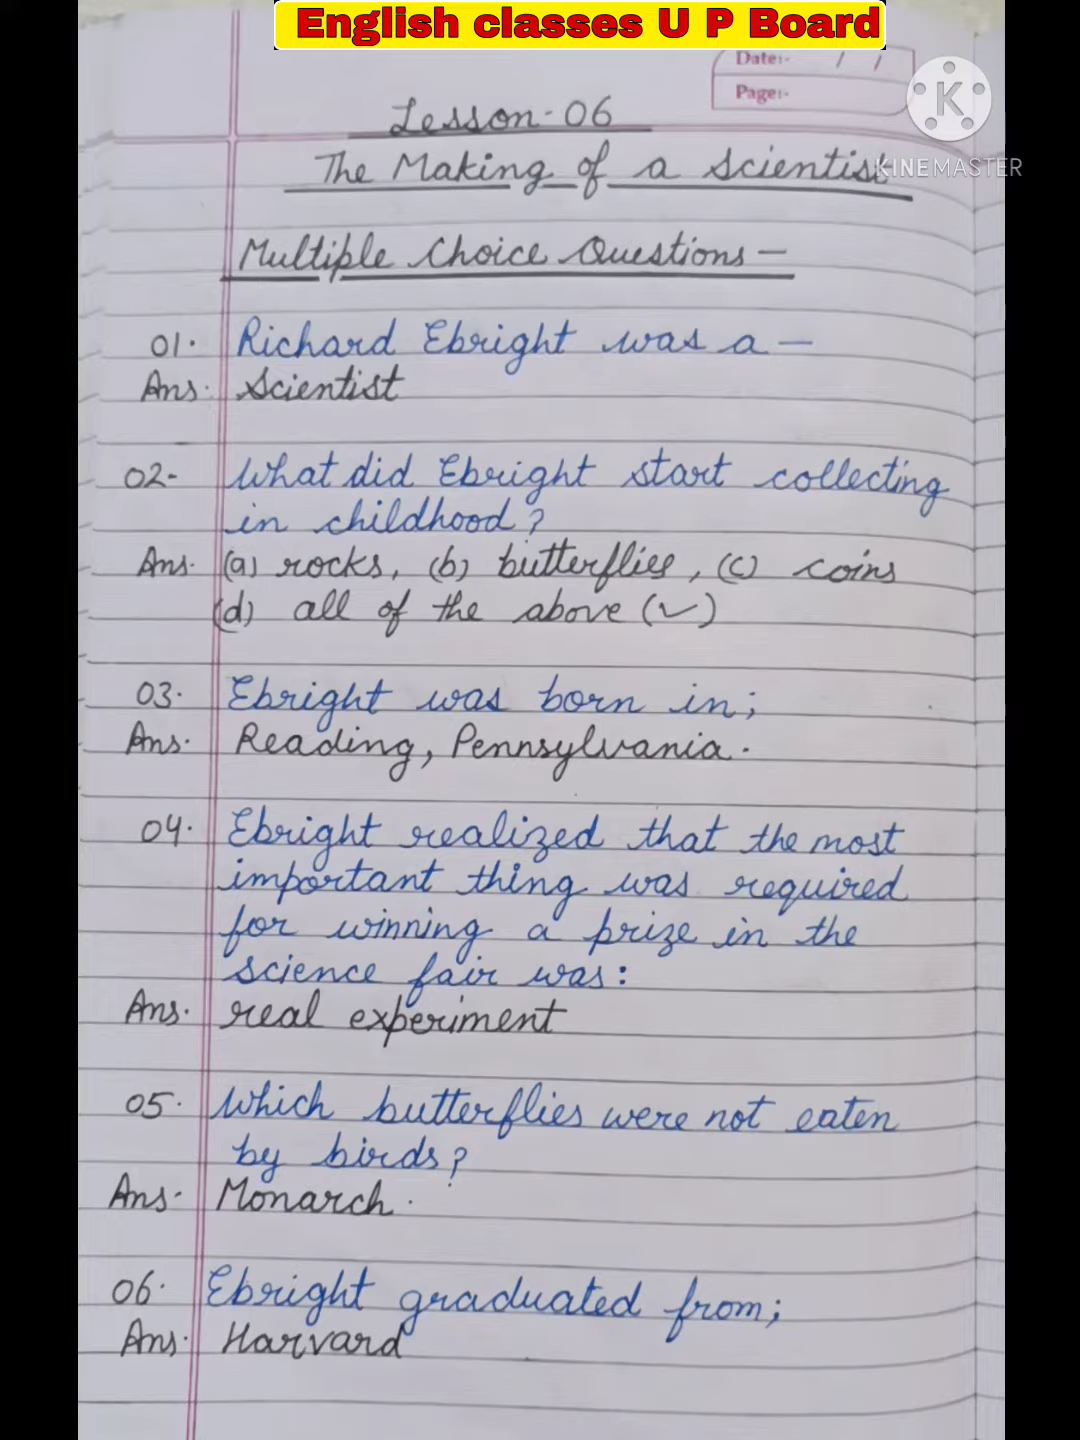 English classes U P Board
Date:- / /
Page:-
K
KINEMASTER
Lesson-06
The Making of a Scientist
Multiple Choice Questions-
01. Richard Ebright was a -
Ans. Scientist
02- What did Ebright start collecting
in childhood?
Ans. (a) rocks, (b) butterflies, (c) coins
(d) all of the above (✓)
03. Ebright was born in;
Ans. Reading, Pennsylvania.
04. Ebright realized that the most
important thing was required
for winning a prize in the
science fair was:
Ans. real experiment
05. Which butterflies were not eaten
by birds?
Ans. Monarch.
06. Ebright graduated from;
Ans. Harvard